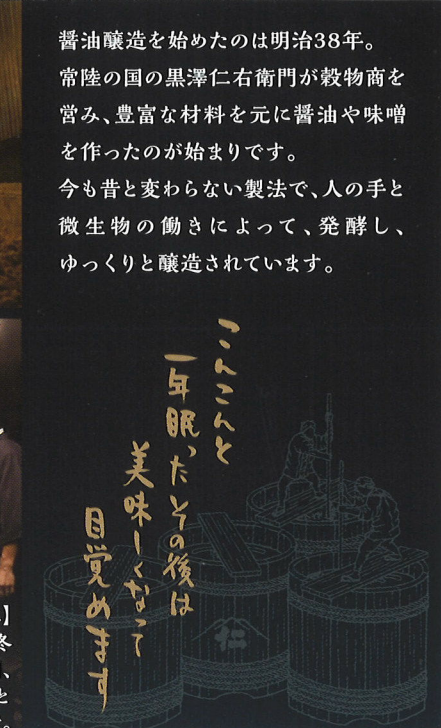 醤油醸造を始めたのは明治38年。
常陸の国の黒澤仁右衛門が穀物商を
営み、豊富な材料を元に醤油や味噌
を作ったのが始まりです。
今も昔と変わらない製法で、人の手と
微生物の働きによって、発酵し、
ゆっくりと醸造されています。
こんこんと
一年眠ったその後は
美味しくなって
目覚めます
仁